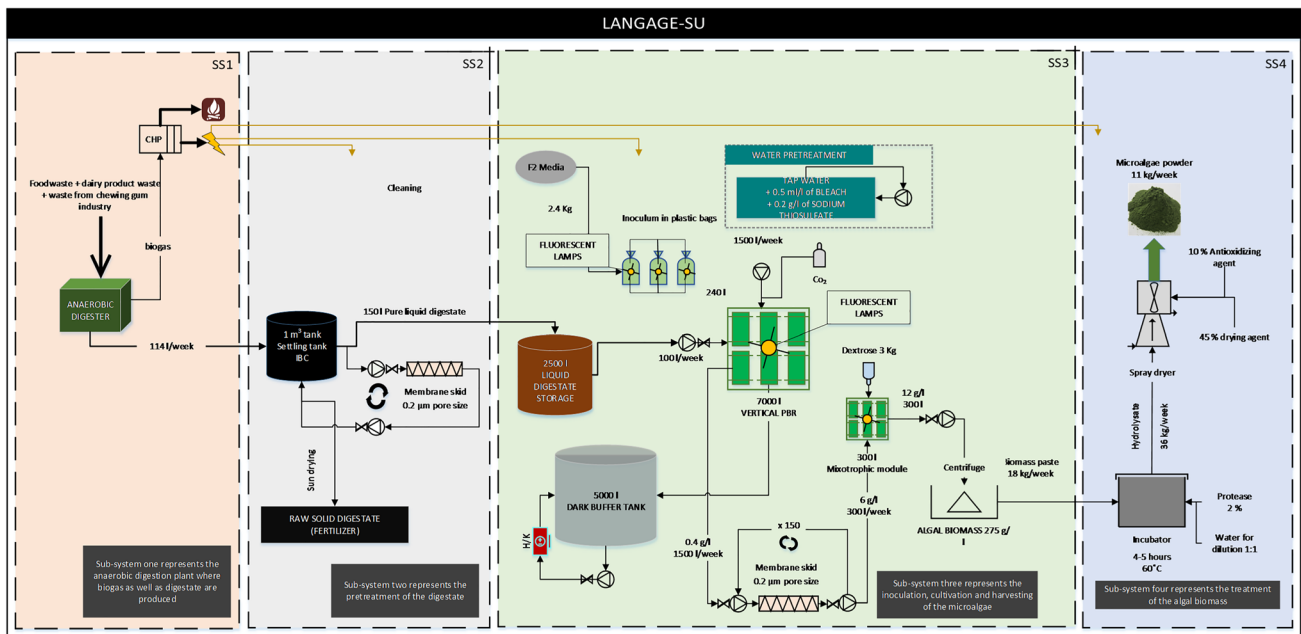 LANGAGE-SU
SS1
CHP
Foodwaste + dairy product waste
+ waste from chewing gum
industry
biogas
ANAEROBIC
DIGESTER
114 l/week
Sub-system one represents the
anaerobic digestion plant where
biogas as well as digestate are
produced
SS2
Cleaning
150l Pure liquid digestate
1 m³ tank
Settling tank
IBC
Membrane skid
0.2 µm pore size
Sun drying
RAW SOLID DIGESTATE
(FERTILIZER)
Sub-system two represents the
pretreatment of the digestate
SS3
F2 Media
2.4 Kg
FLUORESCENT
LAMPS
Inoculum in plastic bags
240 l
WATER PRETREATMENT
TAP WATER
+ 0.5 ml/l of BLEACH
+ 0.2 g/l of SODIUM
THIOSULFATE
1500 l/week
Co₂
FLUORESCENT
LAMPS
2500 l
LIQUID
DIGESTATE
STORAGE
100 l/week
7000 l
VERTICAL PBR
Dextrose 3 Kg
12 g/l
300 l
300 l
Mixotrophic module
5000 l
DARK BUFFER TANK
H/K
0.4 g/l
1500 l/week
x 150
Membrane skid
0.2 µm pore size
6 g/l
300 l/week
Centrifuge
ALGAL BIOMASS 275 g/
l
biomass paste
18 kg/week
Sub-system three represents the
inoculation, cultivation and harvesting
of the microalgae
SS4
Microalgae powder
11 kg/week
10 % Antioxidizing
agent
45 % drying agent
Spray dryer
Hydrolysate
36 kg/week
Protease
2 %
Water for
dilution 1:1
Incubator
4-5 hours
60°C
Sub-system four represents the treatment
of the algal biomass